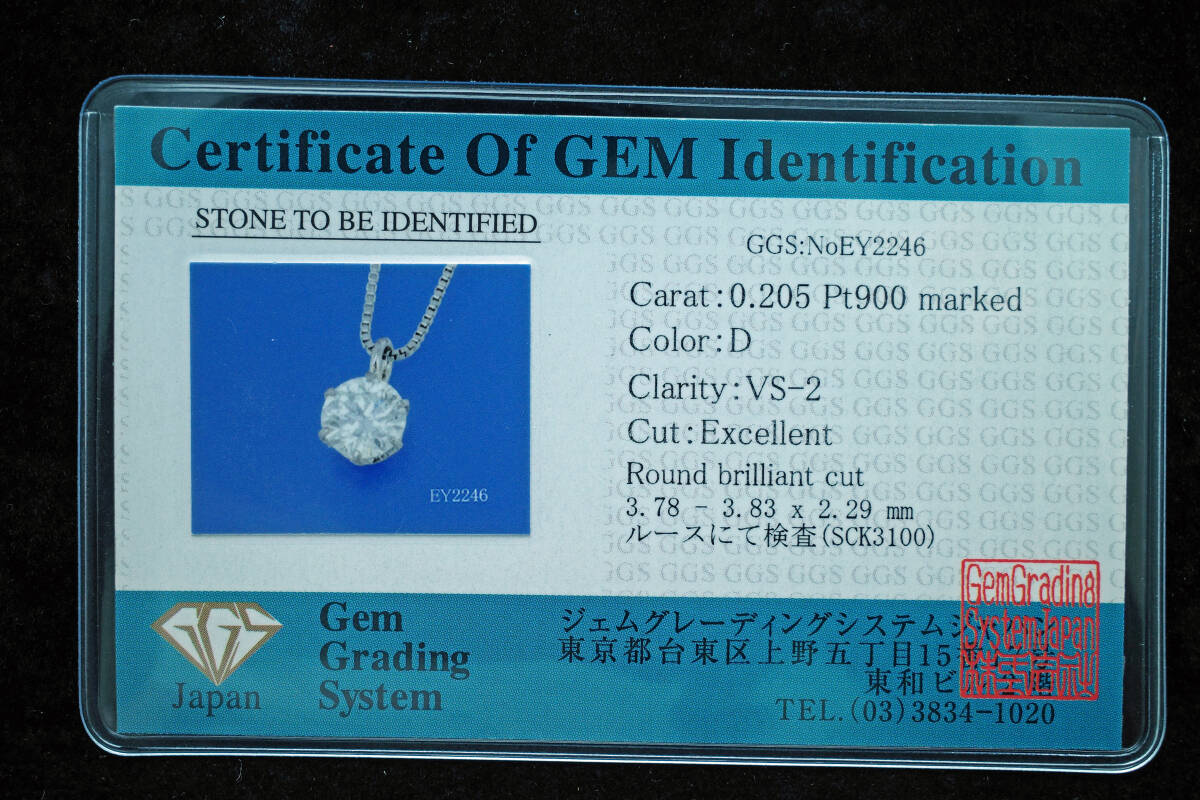 Certificate Of GEM Identification
STONE TO BE IDENTIFIED
GGS:NoEY2246
Carat:0.205 Pt900 marked
Color:D
Clarity:VS-2
Cut:Excellent
Round brilliant cut
3.78 - 3.83 x 2.29 mm
ルースにて検査(SCK3100)
EY2246
GGS
Japan
Gem
Grading
System
ジェムグレーディングシステム
東京都台東区上野五丁目15
東和ビ
TEL.(03)3834-1020
GemGrading
SystemJapan